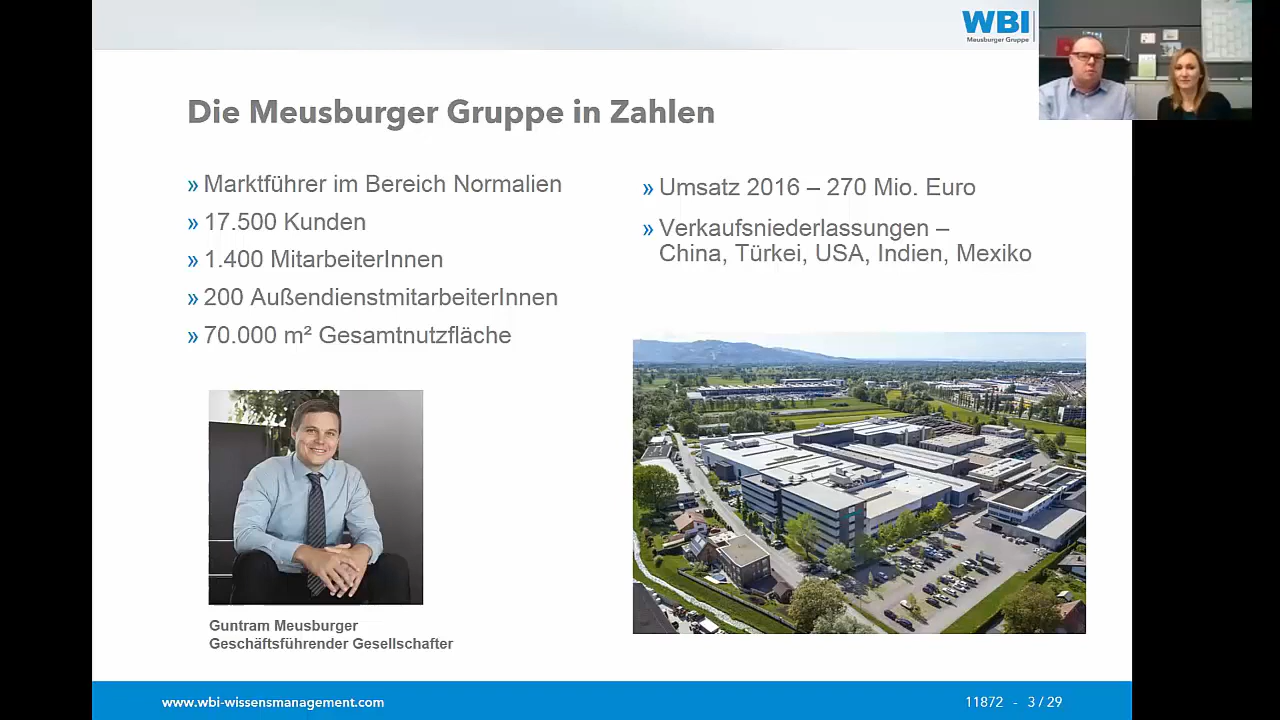 WBI
Meusburger Gruppe
Die Meusburger Gruppe in Zahlen
» Marktführer im Bereich Normalien
» 17.500 Kunden
» 1.400 MitarbeiterInnen
» 200 AußendienstmitarbeiterInnen
» 70.000 m² Gesamtnutzfläche
» Umsatz 2016 – 270 Mio. Euro
» Verkaufsniederlassungen –
China, Türkei, USA, Indien, Mexiko
Guntram Meusburger
Geschäftsführender Gesellschafter
www.wbi-wissensmanagement.com
11872 - 3 / 29